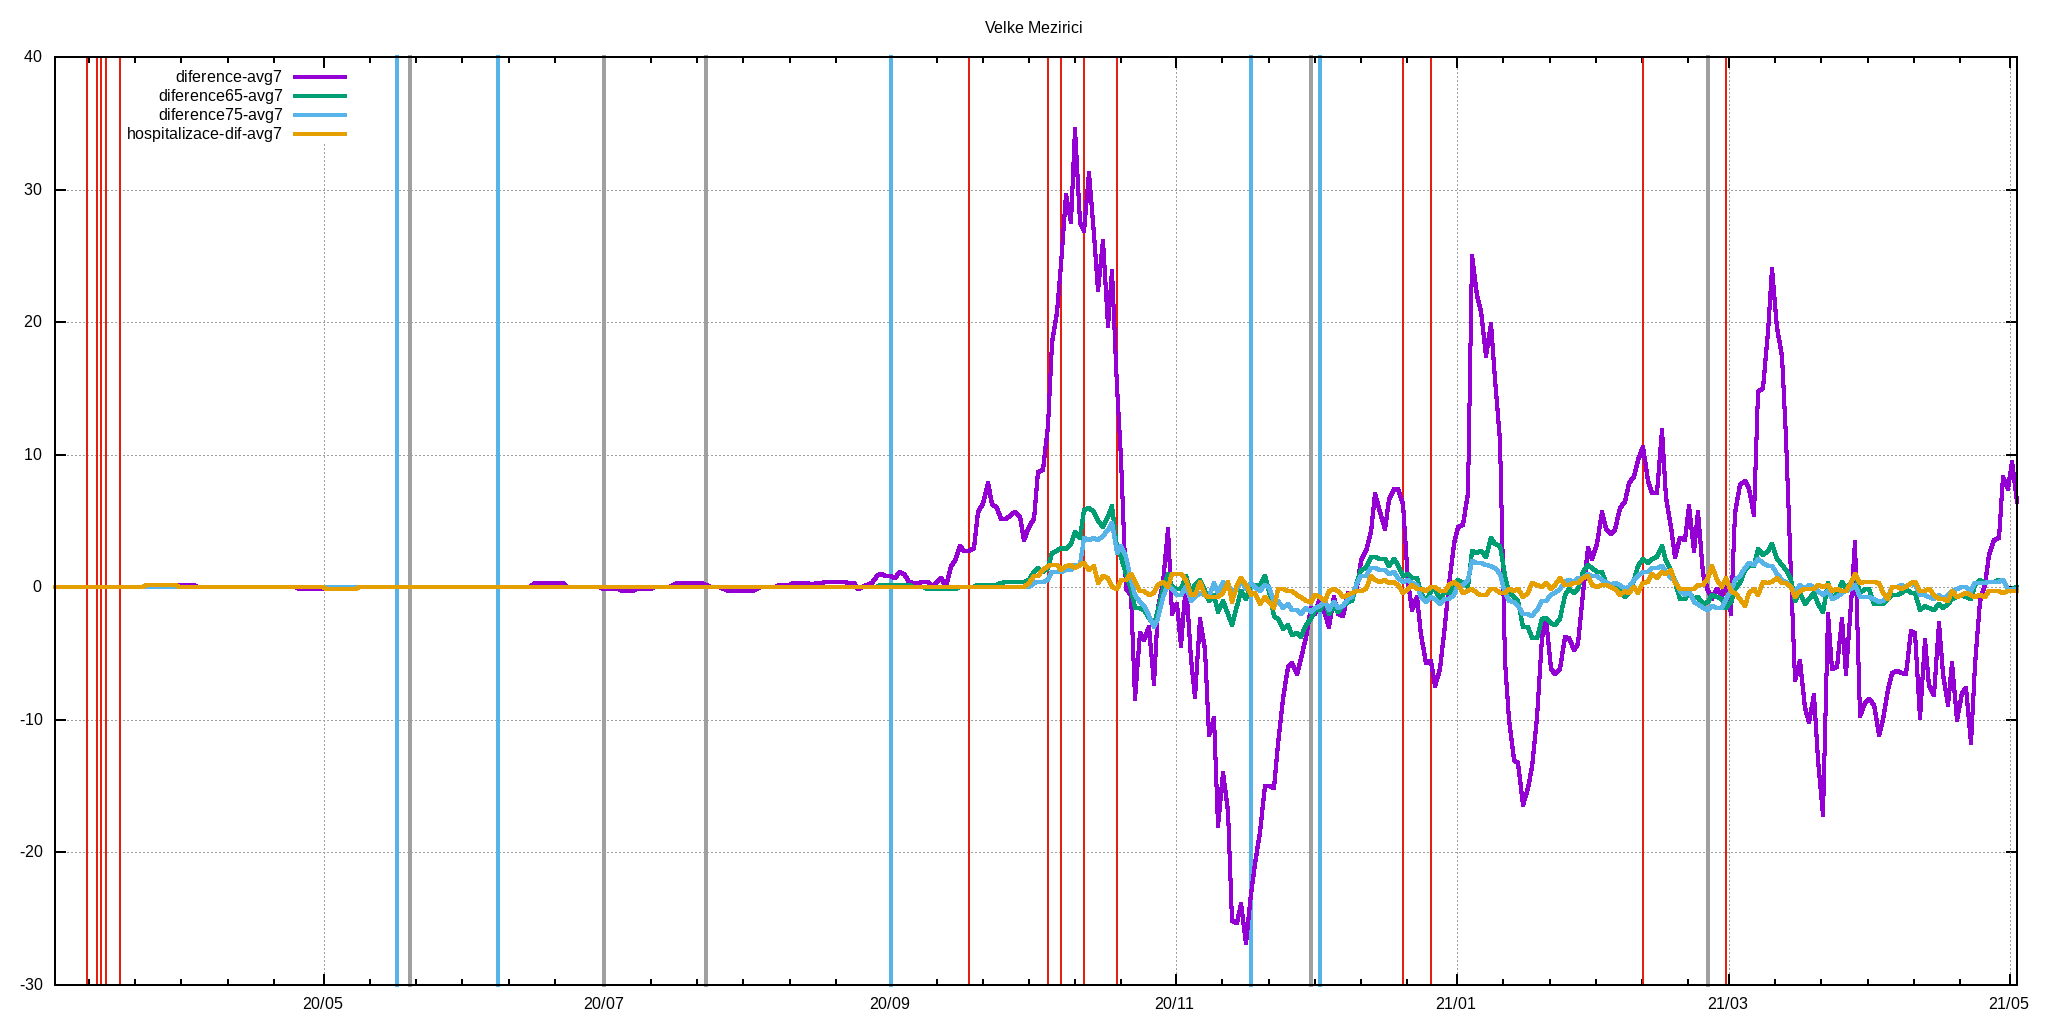 Velke Mezirici
diference-avg7
diference65-avg7
diference75-avg7
hospitalizace-dif-avg7
40
30
20
10
0
-10
-20
-30
20/05 20/07 20/09 20/11 21/01 21/03 21/05